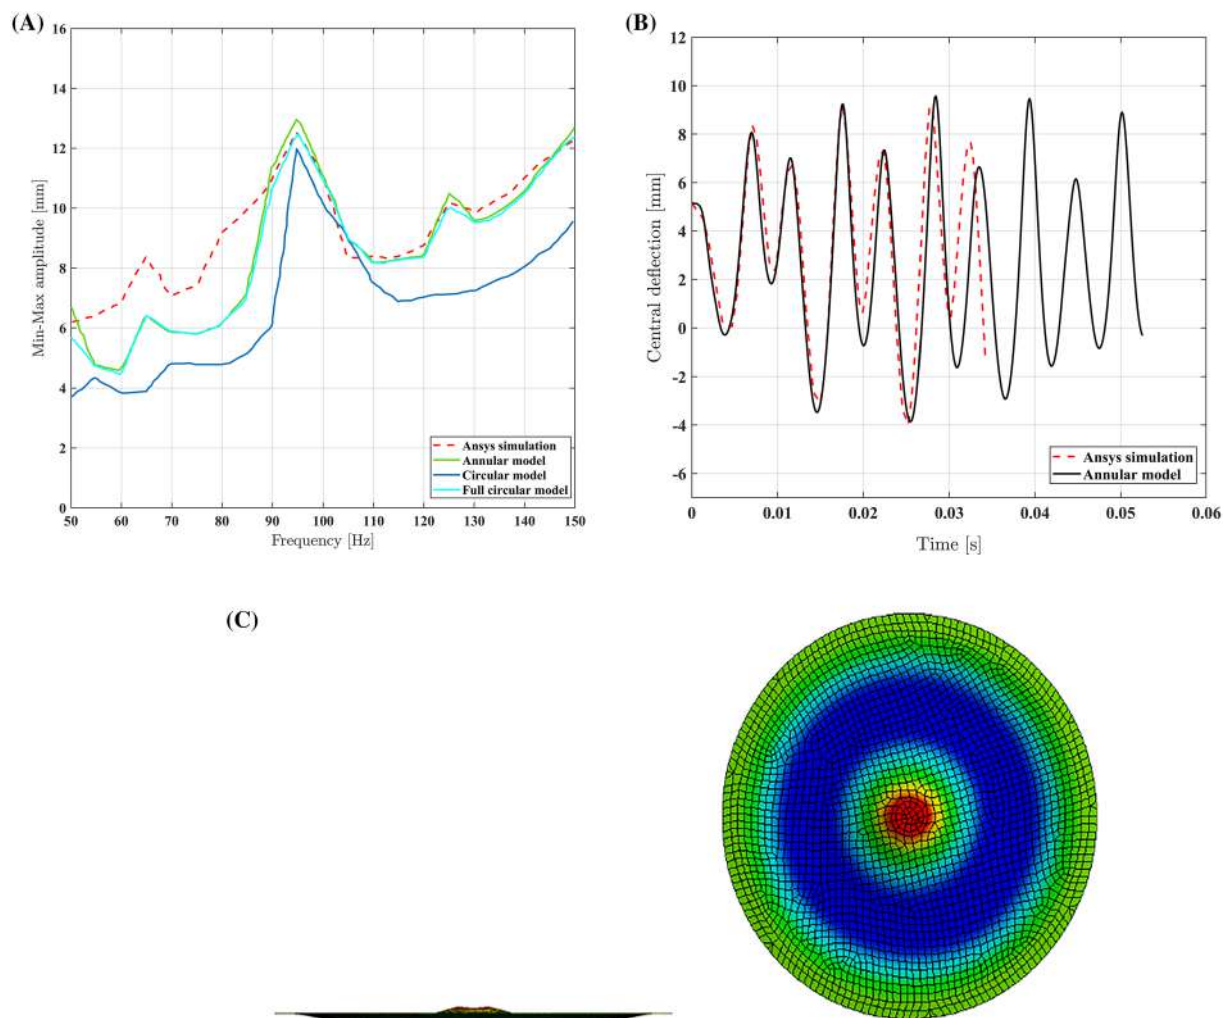 (A)
16
14
12
10
8
6
4
2
0
Min-Max amplitude [mm]
50 60 70 80 90 100 110 120 130 140 150
Frequency [Hz]
Ansys simulation
Annular model
Circular model
Full circular model
(B)
12
10
8
6
4
2
0
-2
-4
-6
Central deflection [mm]
0 0.01 0.02 0.03 0.04 0.05 0.06
Time [s]
Ansys simulation
Annular model
(C)